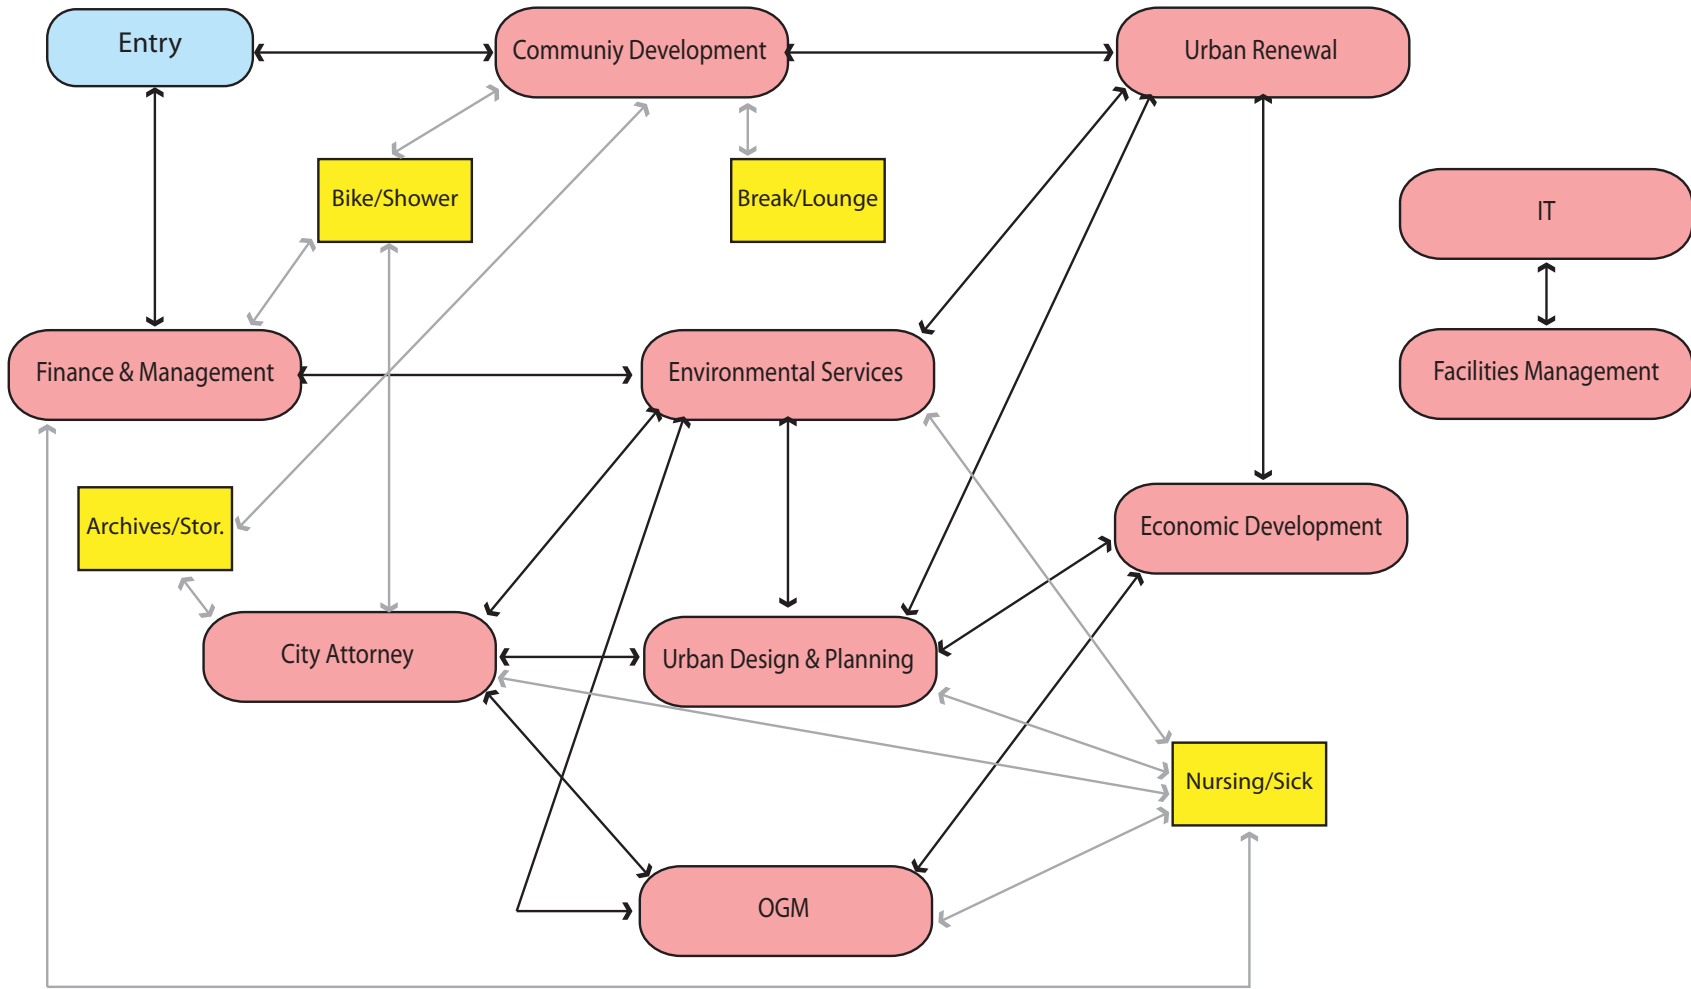 Entry
Communiy Development
Urban Renewal
Bike/Shower
Break/Lounge
IT
Finance & Management
Environmental Services
Facilities Management
Archives/Stor.
Economic Development
City Attorney
Urban Design & Planning
Nursing/Sick
OGM